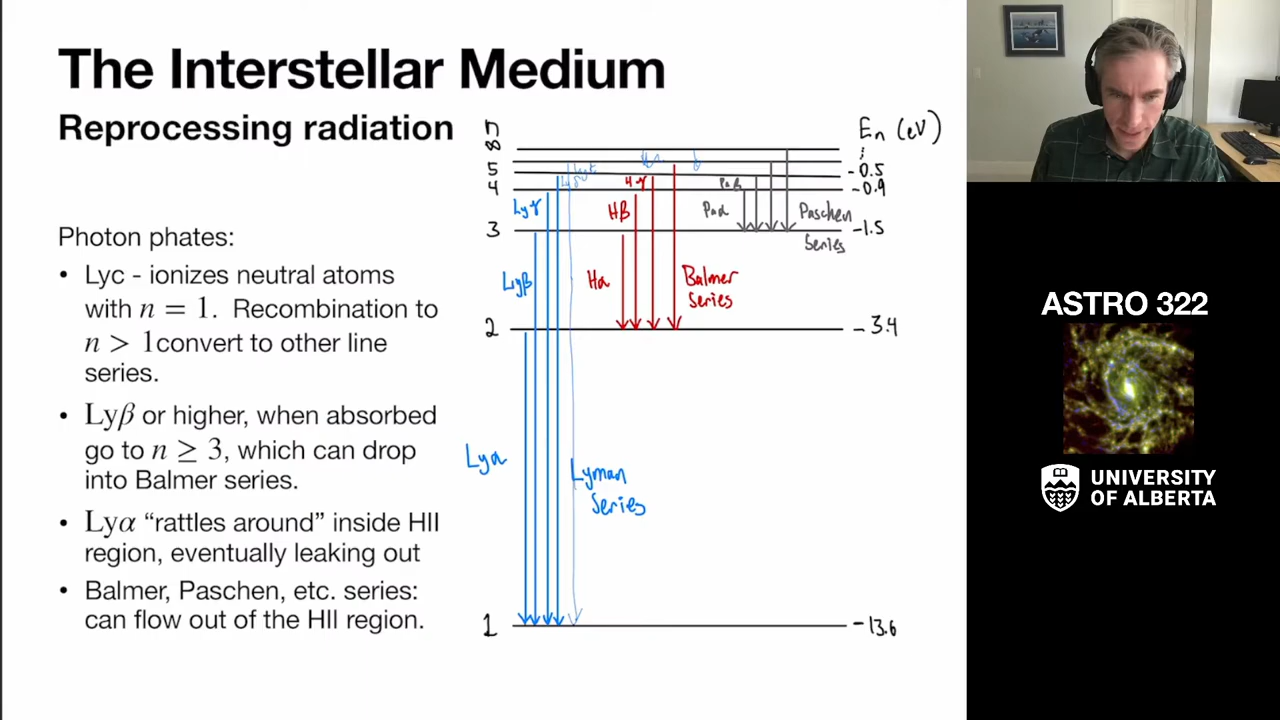 The Interstellar Medium
Reprocessing radiation
Photon phates:
• Lyc - ionizes neutral atoms
with n = 1. Recombination to
n > 1convert to other line
series.
• Lyβ or higher, when absorbed
go to n ≥ 3, which can drop
into Balmer series.
• Lyα “rattles around” inside HII
region, eventually leaking out
• Balmer, Paschen, etc. series:
can flow out of the HII region.
n
∞
5
4
3
2
1
En (eV)
⋮
-0.5
-0.9
-1.5
-3.4
-13.6
Lyγ
Lyβ
Lyα
Lyman
Series
Hγ
Hβ
Hα
Balmer
Series
Paβ
Paα
Paschen
Series
ASTRO 322
UNIVERSITY
OF ALBERTA